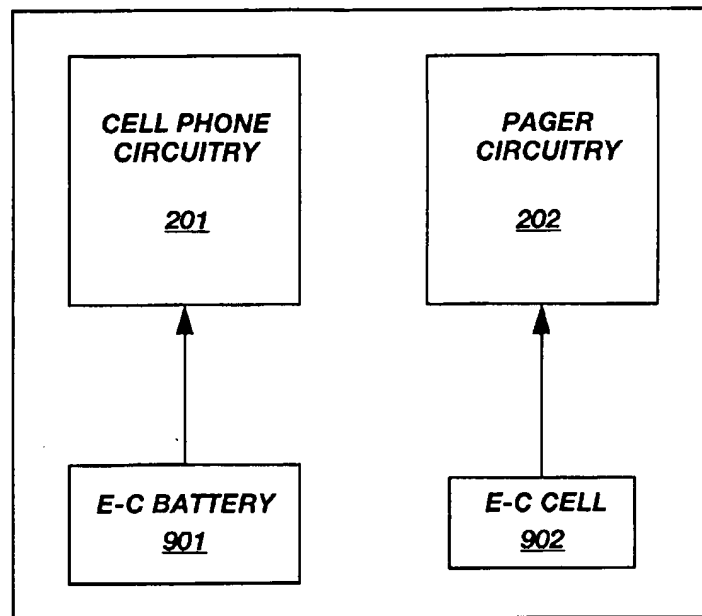 CELL PHONE
CIRCUITRY
201
PAGER
CIRCUITRY
202
E-C BATTERY
901
E-C CELL
902